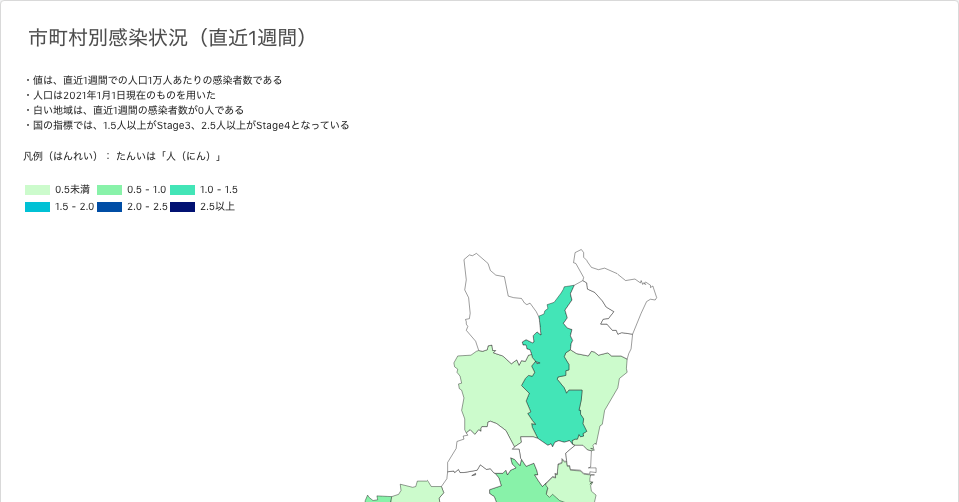 市町村別感染状況（直近1週間）
・値は、直近1週間での人口1万人あたりの感染者数である
・人口は2021年1月1日現在のものを用いた
・白い地域は、直近1週間の感染者数が0人である
・国の指標では、1.5人以上がStage3、2.5人以上がStage4となっている
凡例（はんれい）： たんいは「人（にん）」
0.5未満 0.5 - 1.0 1.0 - 1.5
1.5 - 2.0 2.0 - 2.5 2.5以上